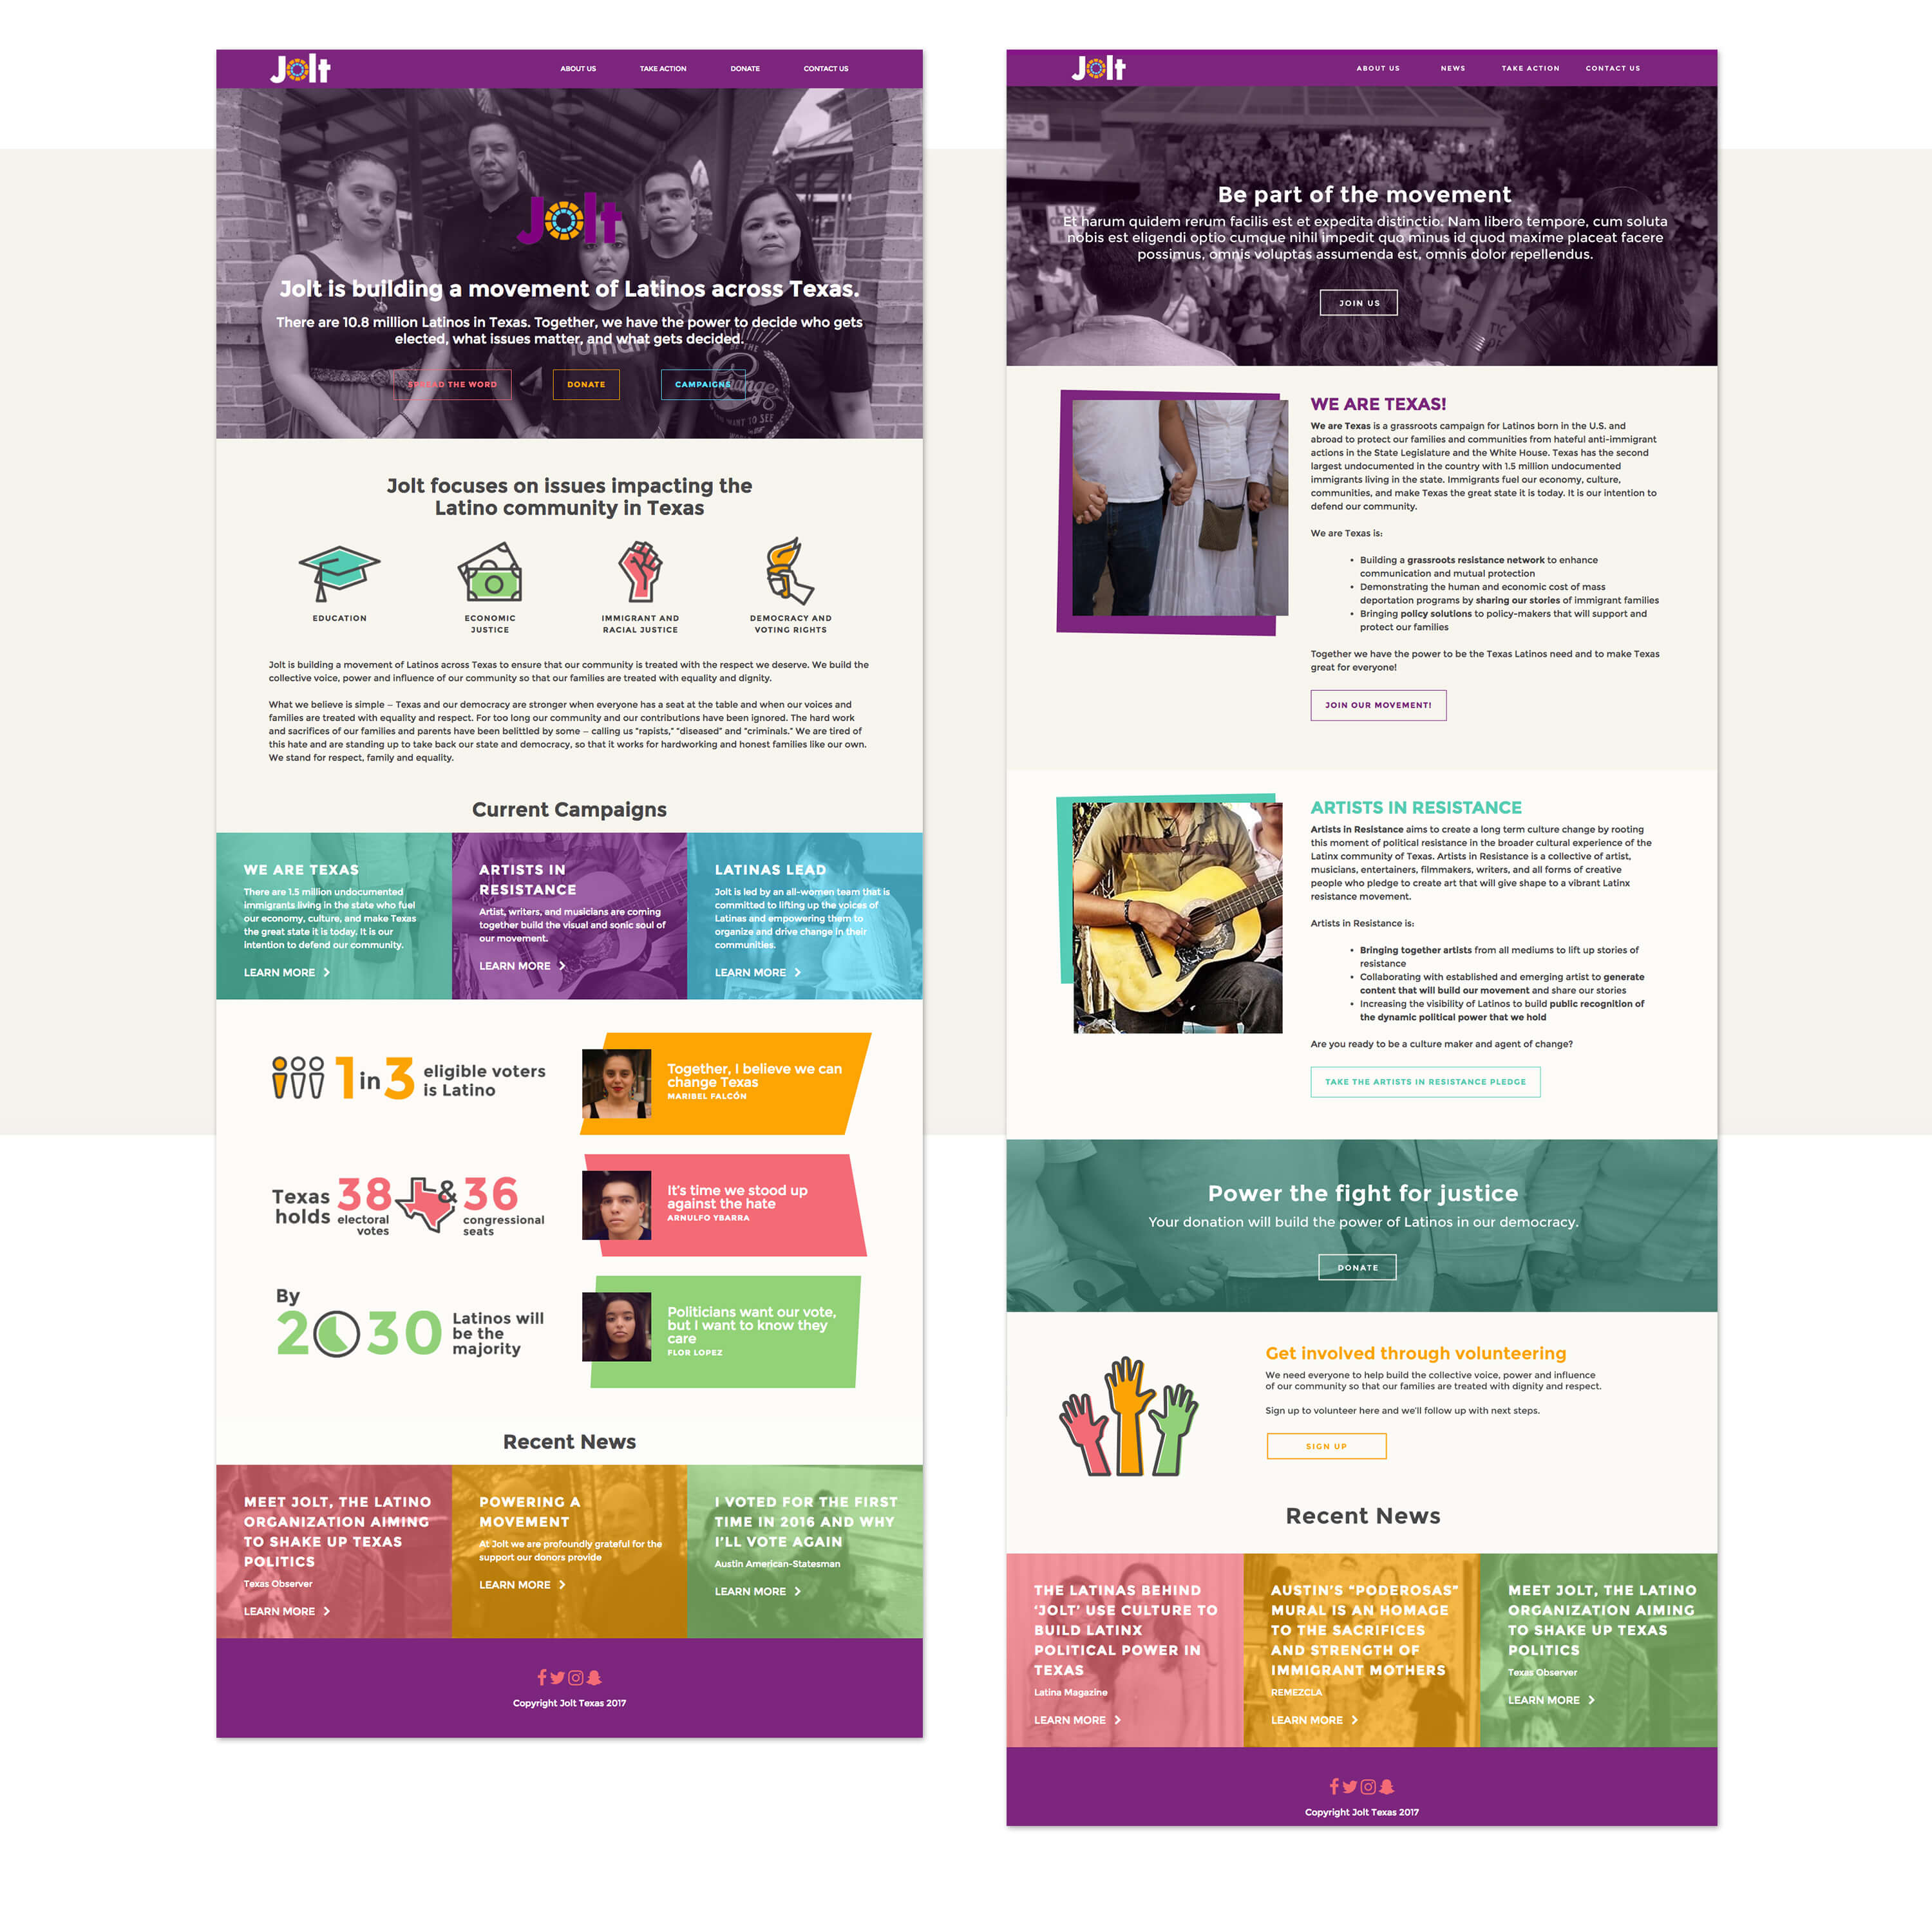 Jolt
ABOUT US
TAKE ACTION
DONATE
CONTACT US
Jolt
Jolt is building a movement of Latinos across Texas.
There are 10.8 million Latinos in Texas. Together, we have the power to decide who gets
elected, what issues matter, and what gets decided.
SPREAD THE WORD
DONATE
CAMPAIGNS
Jolt focuses on issues impacting the
Latino community in Texas
EDUCATION
ECONOMIC
JUSTICE
IMMIGRANT AND
RACIAL JUSTICE
DEMOCRACY AND
VOTING RIGHTS
Jolt is building a movement of Latinos across Texas to ensure that our community is treated with the respect we deserve. We build the
collective voice, power and influence of our community so that our families are treated with equality and dignity.
What we believe is simple – Texas and our democracy are stronger when everyone has a seat at the table and when our voices and
families are treated with equality and respect. For too long our community and our contributions have been ignored. The hard work
and sacrifices of our families and parents have been belittled by some – calling us "rapists," "diseased" and "criminals." We are tired of
this hate and are standing up to take back our state and democracy, so that it works for hardworking and honest families like our own.
We stand for respect, family and equality.
Current Campaigns
WE ARE TEXAS
There are 1.5 million undocumented
immigrants living in the state who fuel
our economy, culture, and make Texas
the great state it is today. It is our
intention to defend our community.
LEARN MORE
ARTISTS IN
RESISTANCE
Artist, writers, and musicians are coming
together build the visual and sonic soul of
our movement.
LEARN MORE
LATINAS LEAD
Jolt is led by an all-women team that is
committed to lifting up the voices of
Latinas and empowering them to
organize and drive change in their
communities.
LEARN MORE
1 in 3 eligible voters
is Latino
Together, I believe we can
change Texas
MARIBEL FALCÓN
Texas holds 38 electoral votes & 36 congressional seats
It's time we stood up
against the hate
ARNULFO YBARRA
By
2030 Latinos will
be the
majority
Politicians want our vote,
but I want to know they
care
FLOR LOPEZ
Recent News
MEET JOLT, THE LATINO
ORGANIZATION AIMING
TO SHAKE UP TEXAS
POLITICS
Texas Observer
LEARN MORE
POWERING A
MOVEMENT
At Jolt we are profoundly grateful for the
support our donors provide
LEARN MORE
I VOTED FOR THE FIRST
TIME IN 2016 AND WHY
I'LL VOTE AGAIN
Austin American-Statesman
LEARN MORE
Copyright Jolt Texas 2017
Jolt
ABOUT US
NEWS
TAKE ACTION
CONTACT US
Be part of the movement
Et harum quidem rerum facilis est et expedita distinctio. Nam libero tempore, cum soluta
nobis est eligendi optio cumque nihil impedit quo minus id quod maxime placeat facere
possimus, omnis voluptas assumenda est, omnis dolor repellendus.
JOIN US
WE ARE TEXAS!
We are Texas is a grassroots campaign for Latinos born in the U.S. and
abroad to protect our families and communities from hateful anti-immigrant
actions in the State Legislature and the White House. Texas has the second
largest undocumented in the country with 1.5 million undocumented
immigrants living in the state. Immigrants fuel our economy, culture,
communities, and make Texas the great state it is today. It is our intention to
defend our community.
We are Texas is:
• Building a grassroots resistance network to enhance
communication and mutual protection
• Demonstrating the human and economic cost of mass
deportation programs by sharing our stories of immigrant families
• Bringing policy solutions to policy-makers that will support and
protect our families
Together we have the power to be the Texas Latinos need and to make Texas
great for everyone!
JOIN OUR MOVEMENT!
ARTISTS IN RESISTANCE
Artists in Resistance aims to create a long term culture change by rooting
this moment of political resistance in the broader cultural experience of the
Latinx community of Texas. Artists in Resistance is a collective of artist,
musicians, entertainers, filmmakers, writers, and all forms of creative
people who pledge to create art that will give shape to a vibrant Latinx
resistance movement.
Artists in Resistance is:
• Bringing together artists from all mediums to lift up stories of
resistance
• Collaborating with established and emerging artist to generate
content that will build our movement and share our stories
• Increasing the visibility of Latinos to build public recognition of
the dynamic political power that we hold
Are you ready to be a culture maker and agent of change?
TAKE THE ARTISTS IN RESISTANCE PLEDGE
Power the fight for justice
Your donation will build the power of Latinos in our democracy.
DONATE
Get involved through volunteering
We need everyone to help build the collective voice, power and influence
of our community so that our families are treated with dignity and respect.
Sign up to volunteer here and we'll follow up with next steps.
SIGN UP
Recent News
THE LATINAS BEHIND
'JOLT' USE CULTURE TO
BUILD LATINX
POLITICAL POWER IN
TEXAS
Latina Magazine
LEARN MORE
AUSTIN'S "PODEROSAS"
MURAL IS AN HOMAGE
TO THE SACRIFICES
AND STRENGTH OF
IMMIGRANT MOTHERS
REMEZCLA
LEARN MORE
MEET JOLT, THE LATINO
ORGANIZATION AIMING
TO SHAKE UP TEXAS
POLITICS
Texas Observer
LEARN MORE
Copyright Jolt Texas 2017